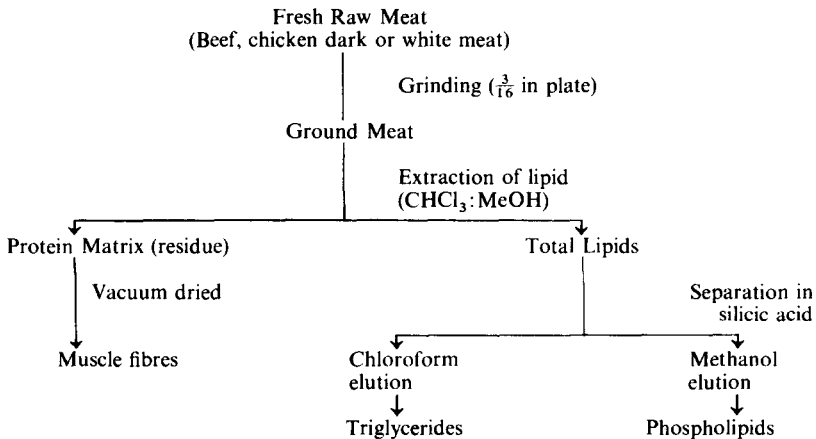 Fresh Raw Meat
(Beef, chicken dark or white meat)
Grinding (3/16 in plate)
Ground Meat
Extraction of lipid
(CHCl₃:MeOH)
Protein Matrix (residue)
Total Lipids
Vacuum dried
Separation in
silicic acid
Muscle fibres
Chloroform
elution
Methanol
elution
Triglycerides
Phospholipids